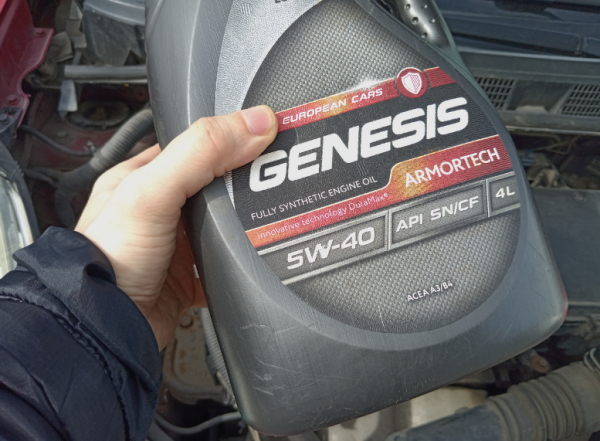 EUROPEAN CARS
GENESIS
FULLY SYNTHETIC ENGINE OIL
ARMORTECH
innovative technology DuraMax®
5W-40
API SN/CF
4L
ACEA A3/B4